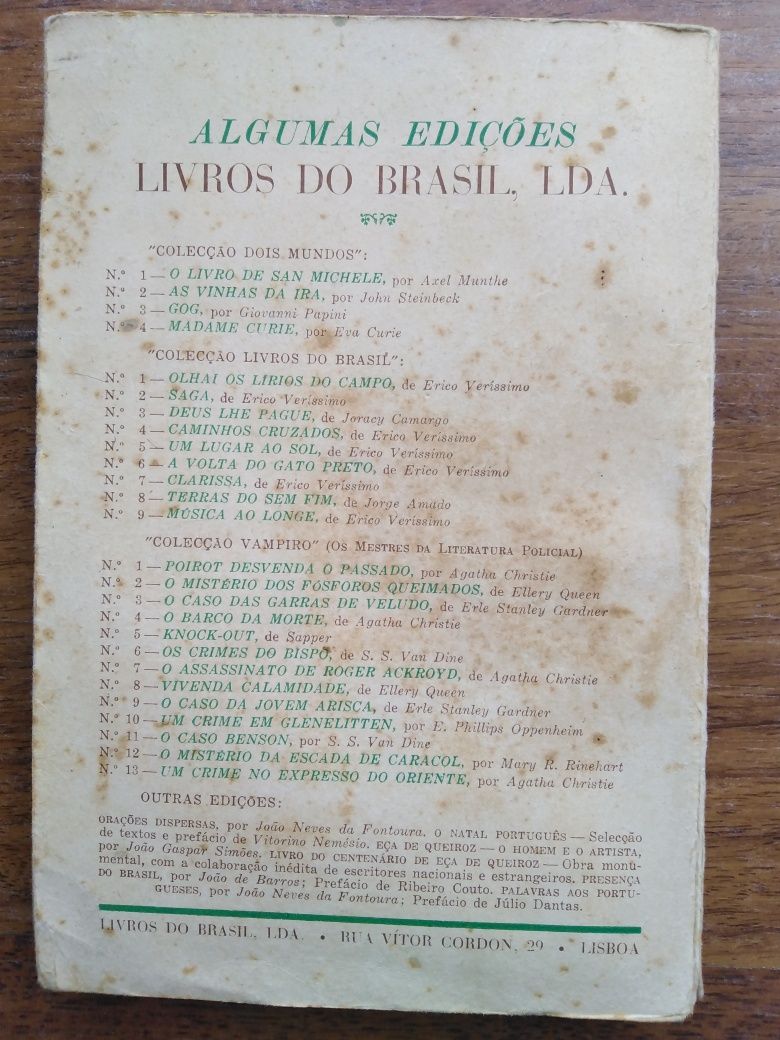 ALGUMAS EDIÇÕES
LIVROS DO BRASIL, LDA.
"COLECÇÃO DOIS MUNDOS":
N.º 1 — O LIVRO DE SAN MICHELE, por Axel Munthe
N.º 2 — AS VINHAS DA IRA, por John Steinbeck
N.º 3 — GOG, por Giovanni Papini
N.º 4 — MADAME CURIE, por Eva Curie
"COLECÇÃO LIVROS DO BRASIL":
N.º 1 — OLHAI OS LÍRIOS DO CAMPO, de Erico Veríssimo
N.º 2 — SAGA, de Erico Veríssimo
N.º 3 — DEUS LHE PAGUE, de Joracy Camargo
N.º 4 — CAMINHOS CRUZADOS, de Erico Veríssimo
N.º 5 — UM LUGAR AO SOL, de Erico Veríssimo
N.º 6 — A VOLTA DO GATO PRETO, de Erico Veríssimo
N.º 7 — CLARISSA, de Erico Veríssimo
N.º 8 — TERRAS DO SEM FIM, de Jorge Amado
N.º 9 — MÚSICA AO LONGE, de Erico Veríssimo
"COLECÇÃO VAMPIRO" (OS MESTRES DA LITERATURA POLICIAL)
N.º 1 — POIROT DESVENDA O PASSADO, por Agatha Christie
N.º 2 — O MISTÉRIO DOS FÓSFOROS QUEIMADOS, de Ellery Queen
N.º 3 — O CASO DAS GARRAS DE VELUDO, de Erle Stanley Gardner
N.º 4 — O BARCO DA MORTE, de Agatha Christie
N.º 5 — KNOCK-OUT, de Sapper
N.º 6 — OS CRIMES DO BISPO, de S. S. Van Dine
N.º 7 — O ASSASSINATO DE ROGER ACKROYD, de Agatha Christie
N.º 8 — VIVENDA CALAMIDADE, de Ellery Queen
N.º 9 — O CASO DA JOVEM ARISCA, de Erle Stanley Gardner
N.º 10 — UM CRIME EM GLENELITTEN, por E. Phillips Oppenheim
N.º 11 — O CASO BENSON, por S. S. Van Dine
N.º 12 — O MISTÉRIO DA ESCADA DE CARACOL, por Mary R. Rinehart
N.º 13 — UM CRIME NO EXPRESSO DO ORIENTE, por Agatha Christie
OUTRAS EDIÇÕES:
ORAÇÕES DISPERSAS, por João Neves da Fontoura. O NATAL PORTUGUÊS — Selecção
de textos e prefácio de Vitorino Nemésio. EÇA DE QUEIROZ — O HOMEM E O ARTISTA,
por João Gaspar Simões. LIVRO DO CENTENÁRIO DE EÇA DE QUEIROZ — Obra monu-
mental, com a colaboração inédita de escritores nacionais e estrangeiros. PRESENÇA
DO BRASIL, por João de Barros; Prefácio de Ribeiro Couto. PALAVRAS AOS PORTU-
GUESES, por João Neves da Fontoura; Prefácio de Júlio Dantas.
LIVROS DO BRASIL, LDA. • RUA VÍTOR CORDON, 29 • LISBOA